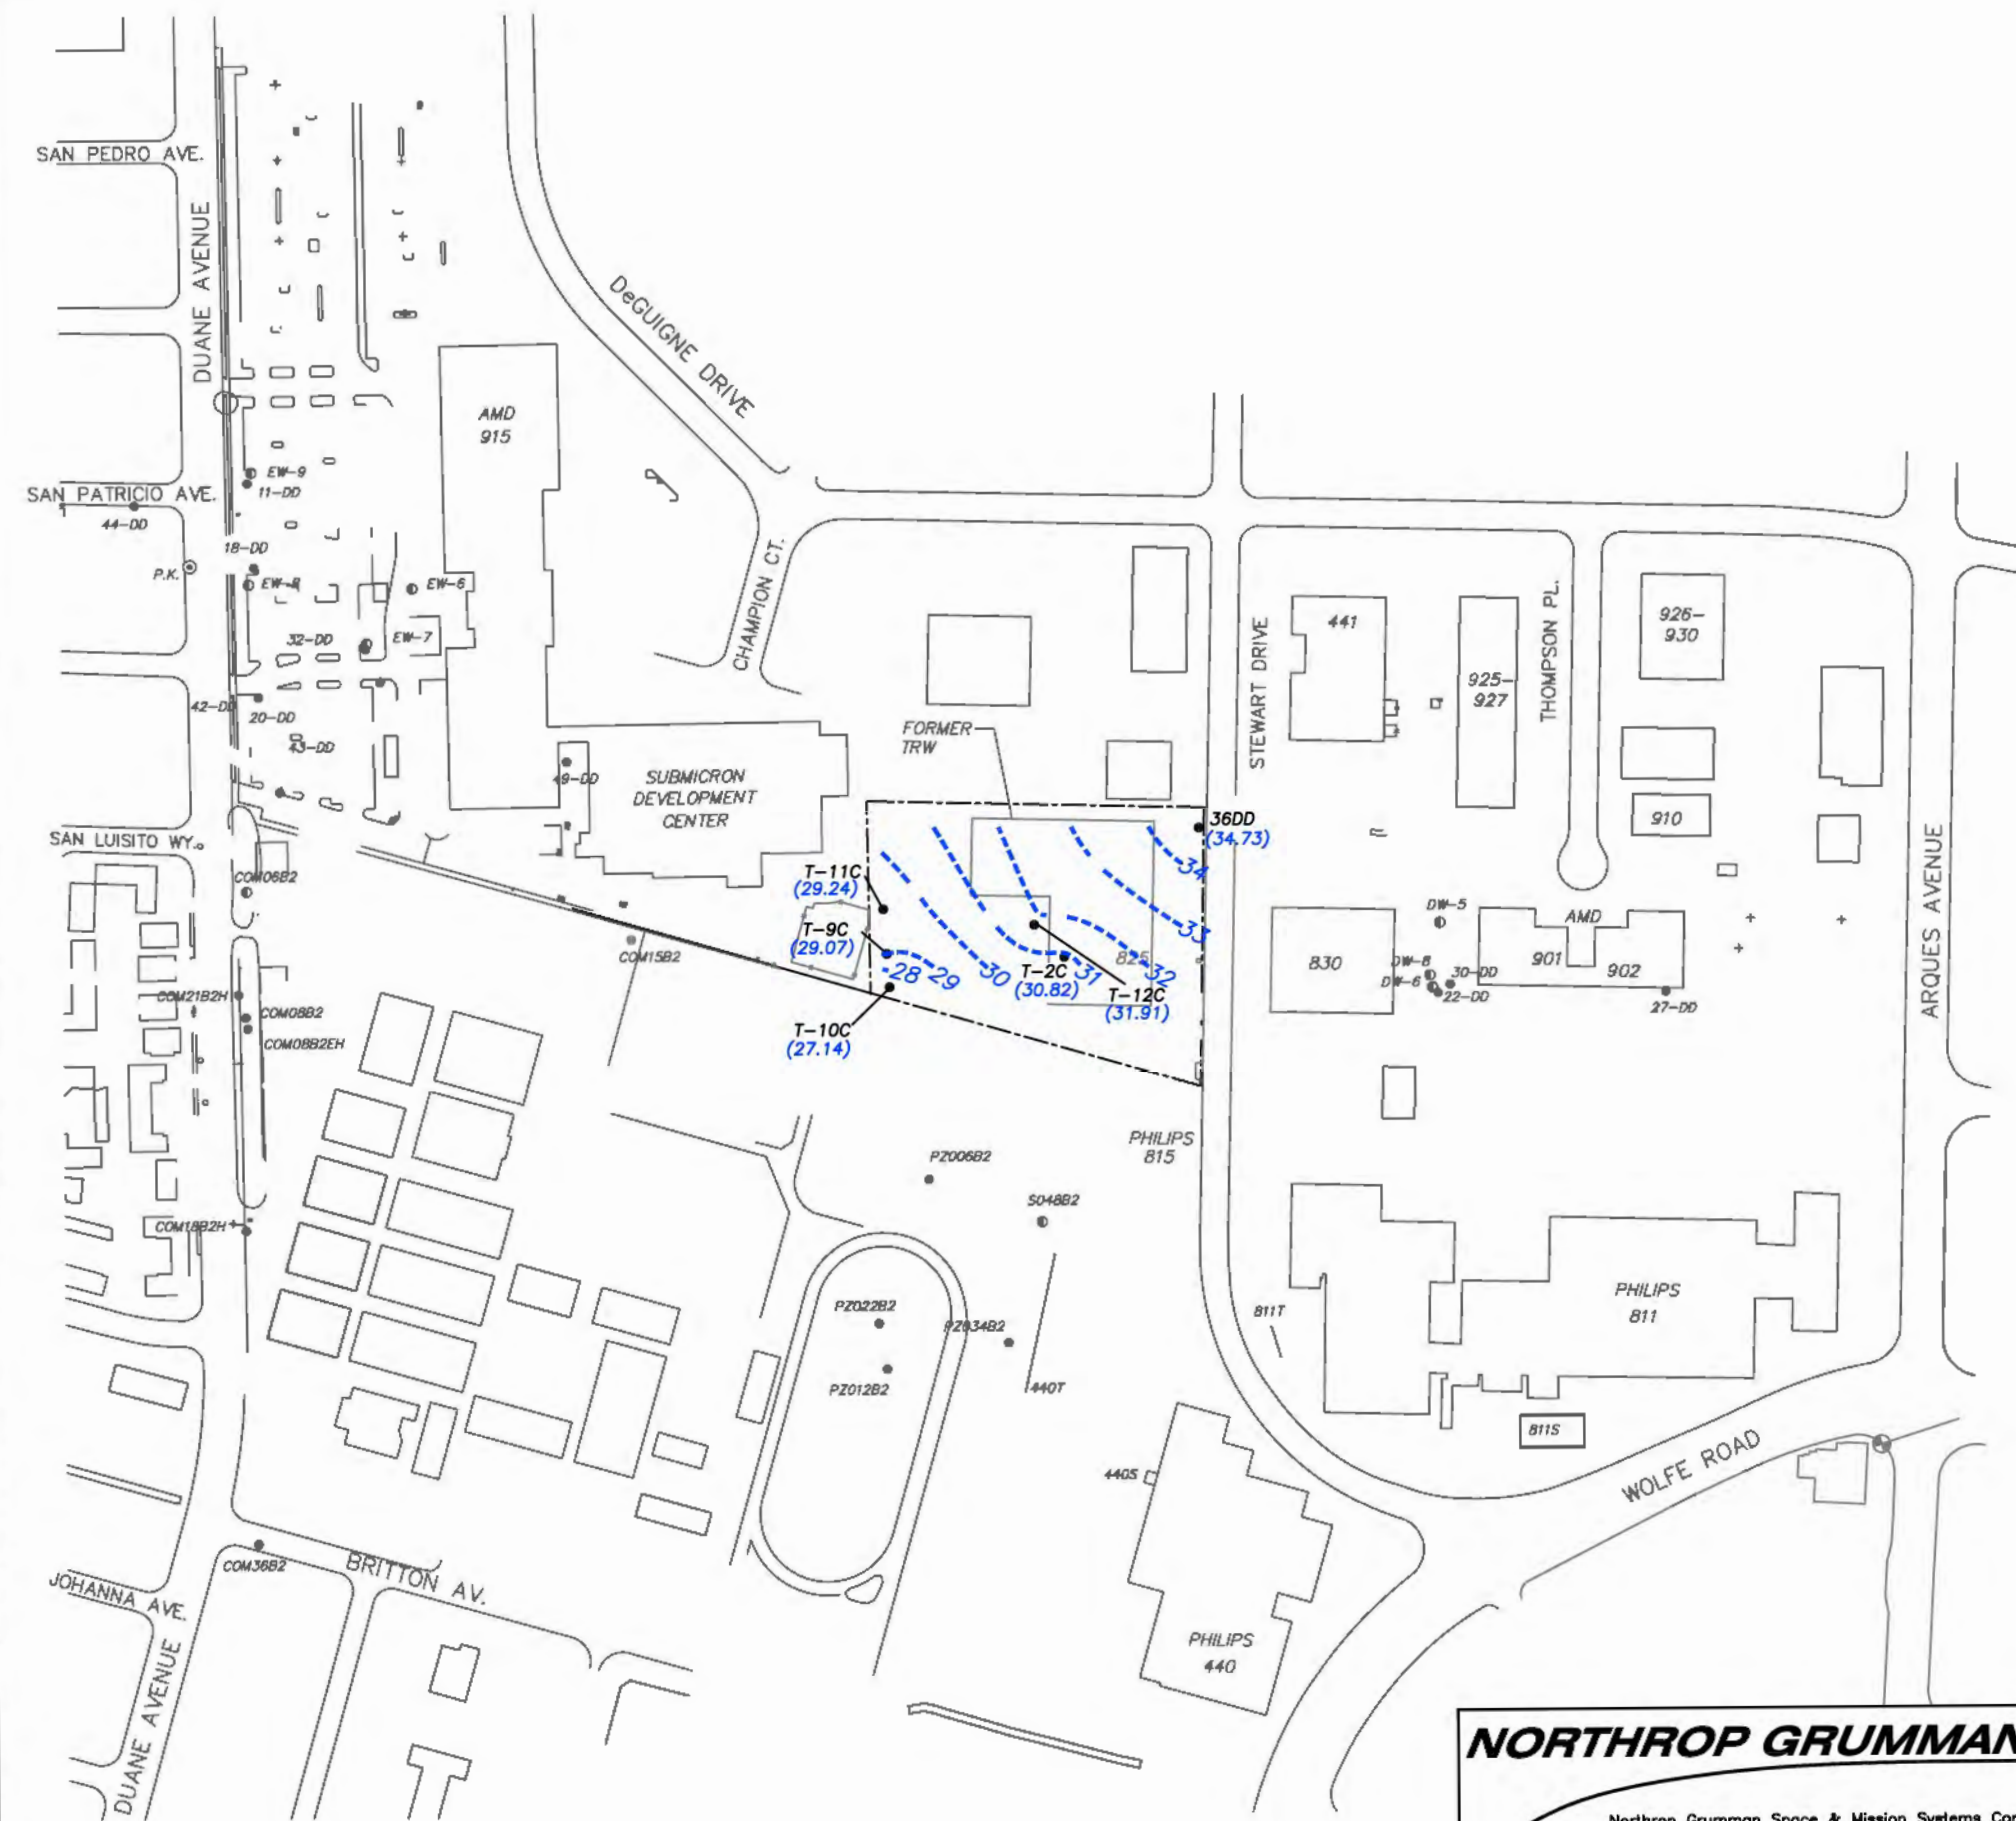 SAN PEDRO AVE.
DUANE AVENUE
DeGUIGNE DRIVE
AMD
915
EW-9
11-DD
SAN PATRICIO AVE.
44-DD
18-DD
P.K.
EW-8
EW-6
CHAMPION CT.
32-DD
EW-7
STEWART DRIVE
441
THOMPSON PL.
926-
930
925-
927
42-DD
20-DD
43-DD
FORMER
TRW
49-DD
SUBMICRON
DEVELOPMENT
CENTER
910
36DD
(34.73)
SAN LUISITO WY.
ARQUES AVENUE
34
T-11C
(29.24)
COM06B2
DW-5
AMD
T-9C
(29.07)
33
901
902
COM15B2
825
830
DW-8
28
29
30
T-2C
(30.82)
31
32
DW-6
30-DD
22-DD
27-DD
COM21B2H
T-12C
(31.91)
COM08B2
T-10C
(27.14)
COM08B2EH
PHILIPS
815
PZ006B2
S048B2
COM18B2H
PHILIPS
811
PZ022B2
PZ034B2
811T
PZ012B2
440T
811S
WOLFE ROAD
440S
COM36B2
BRITTON AV.
JOHANNA AVE.
PHILIPS
440
DUANE AVENUE
NORTHROP GRUMMAN
Northrop Grumman Space & Mission Systems Cor